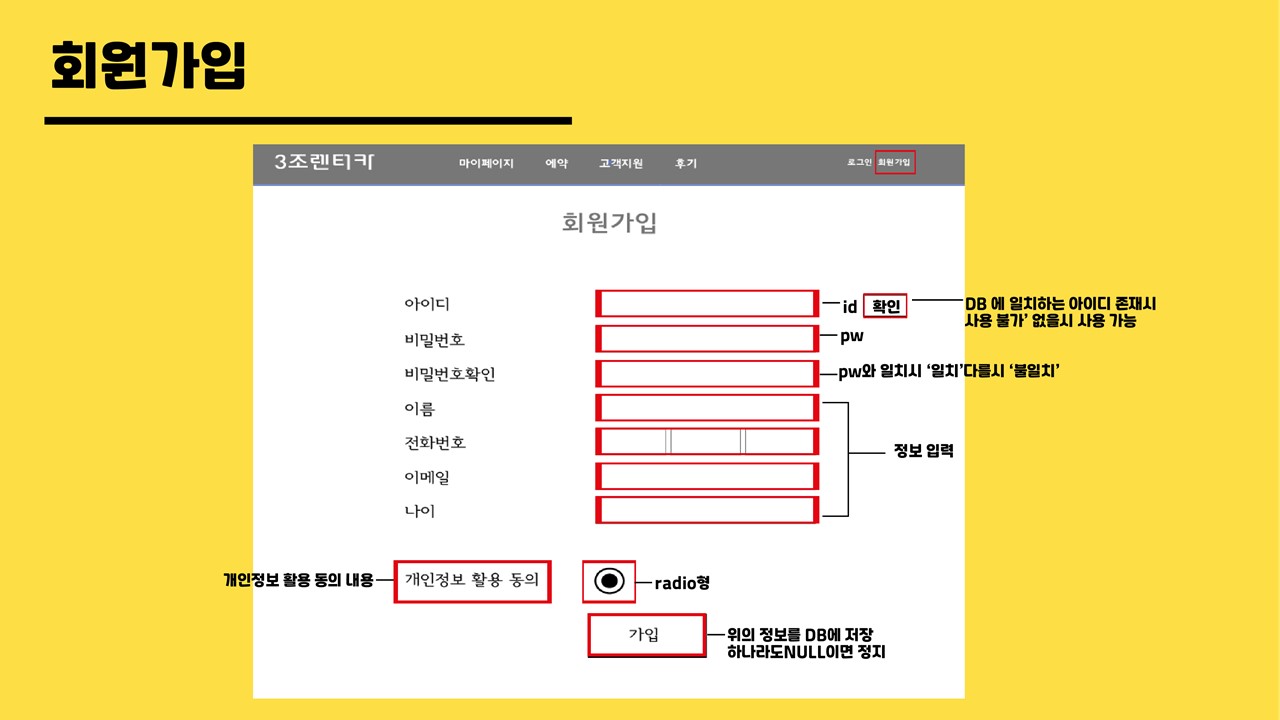 회원가입
3조렌터카 마이페이지 예약 고객지원 후기 로그인 회원가입
회원가입
아이디
id 확인
DB 에 일치하는 아이디 존재시
사용 불가' 없을시 사용 가능
비밀번호
pw
비밀번호확인
pw와 일치시 '일치'다를시 '불일치'
이름
전화번호
정보 입력
이메일
나이
개인정보 활용 동의 내용
개인정보 활용 동의
radio형
가입
위의 정보를 DB에 저장
하나라도NULL이면 정지